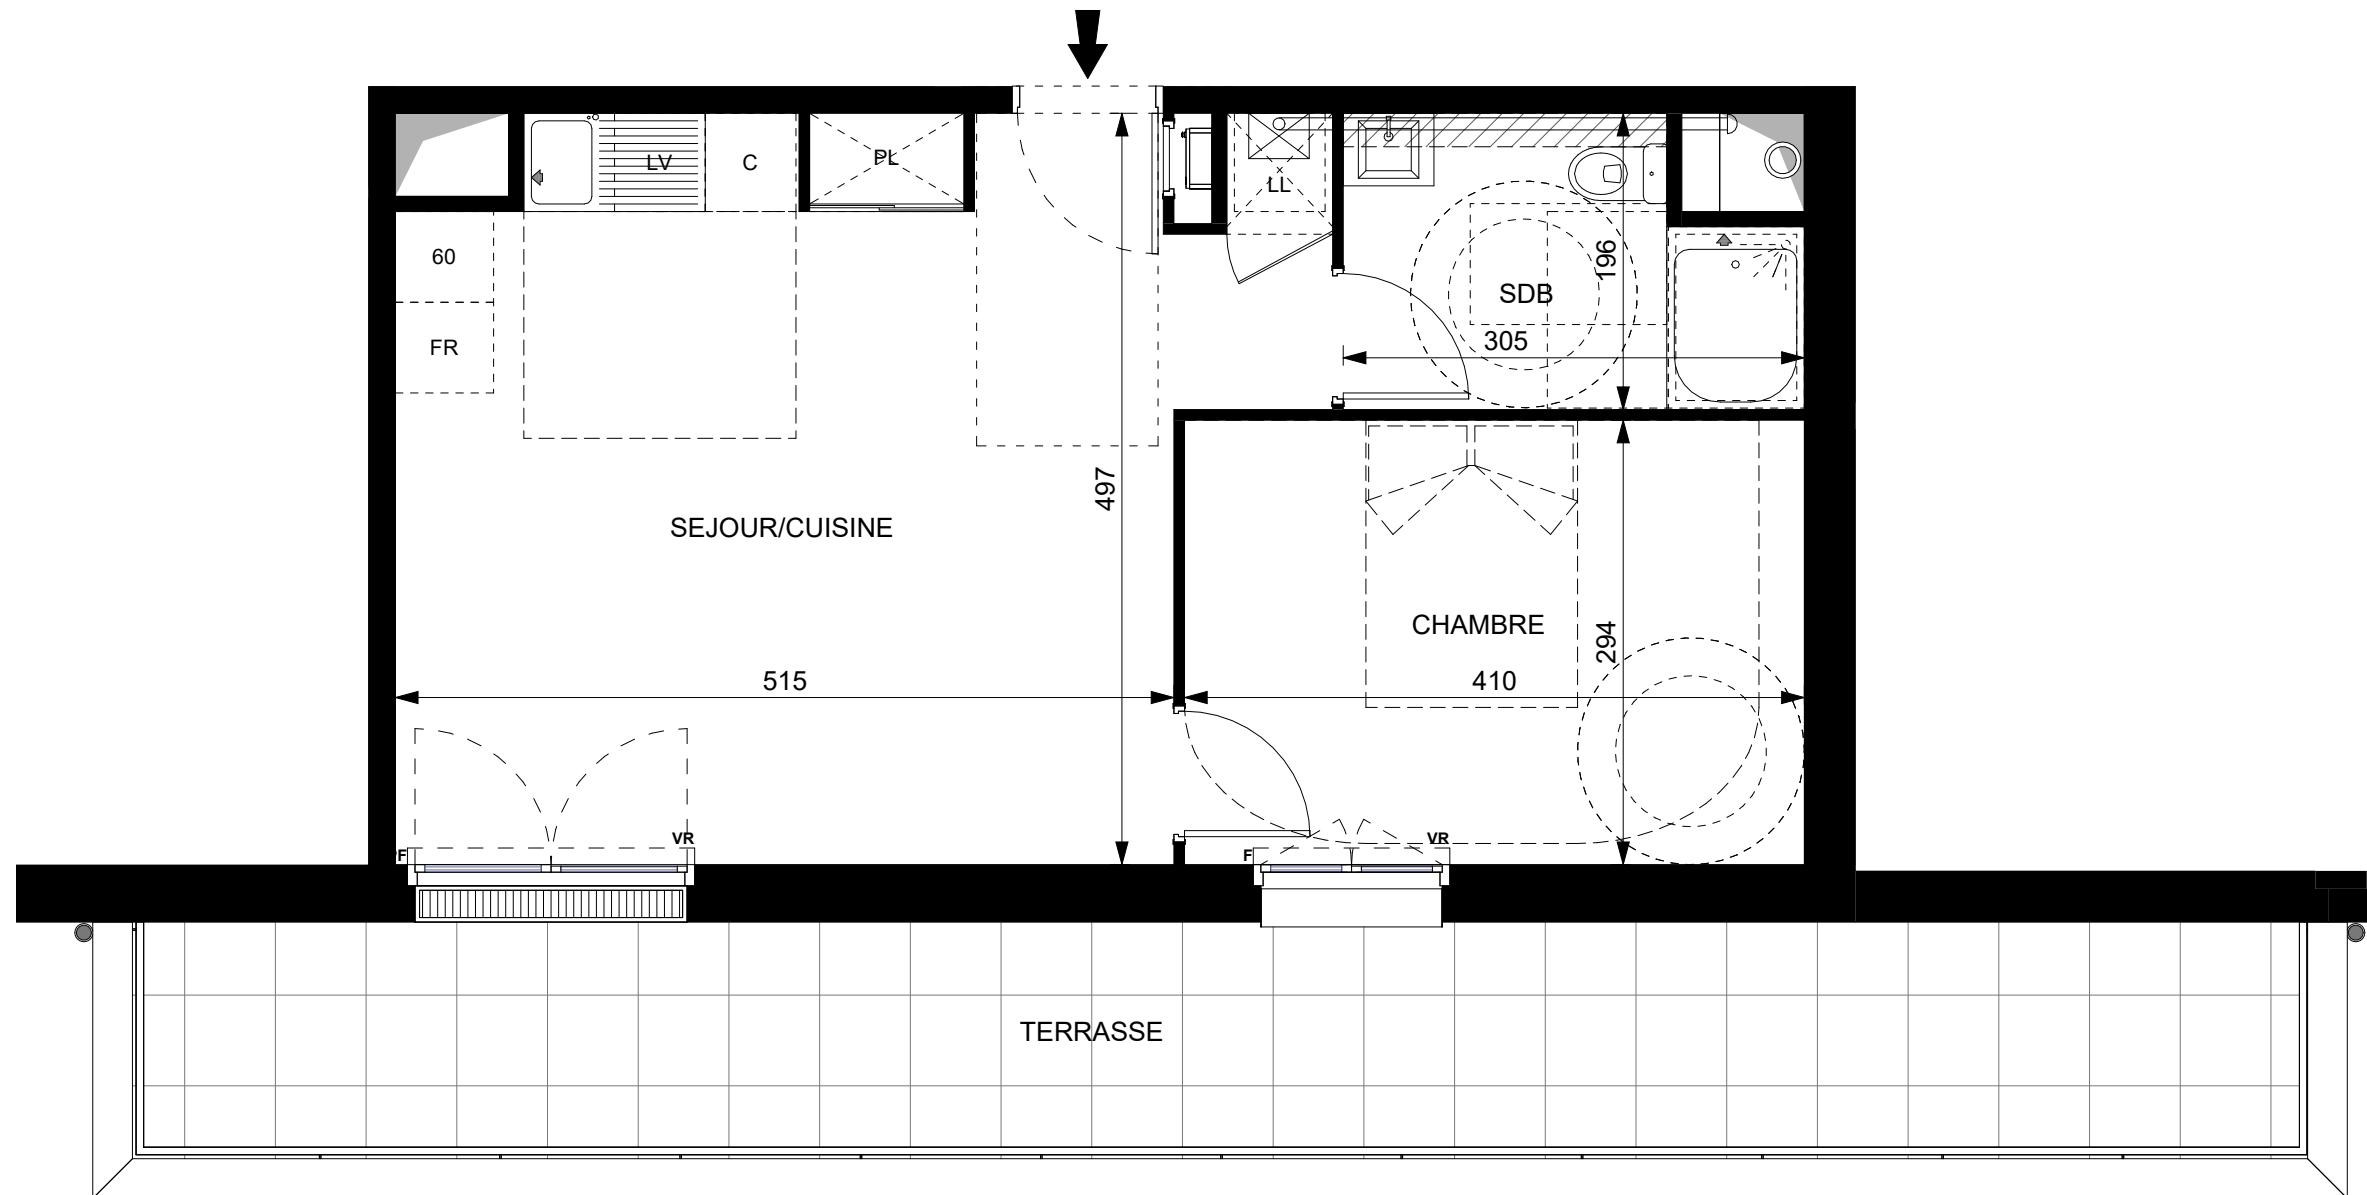 LV
C
PL
LL
60
FR
196
SDB
305
497
SEJOUR/CUISINE
CHAMBRE
294
515
410
VR
F
F
VR
TERRASSE